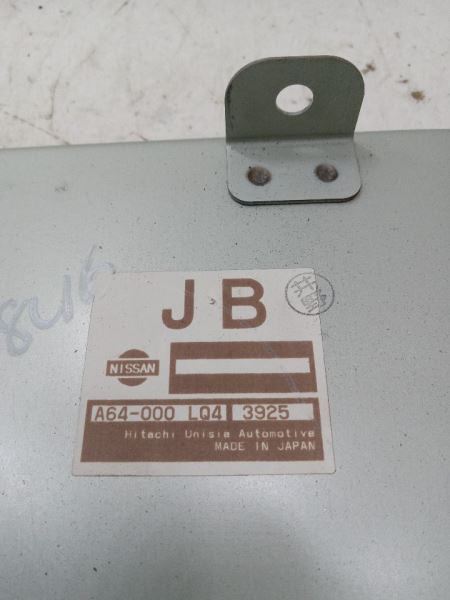 JB
NISSAN
A64-000 LQ4 3925
Hitachi Unisia Automotive
MADE IN JAPAN